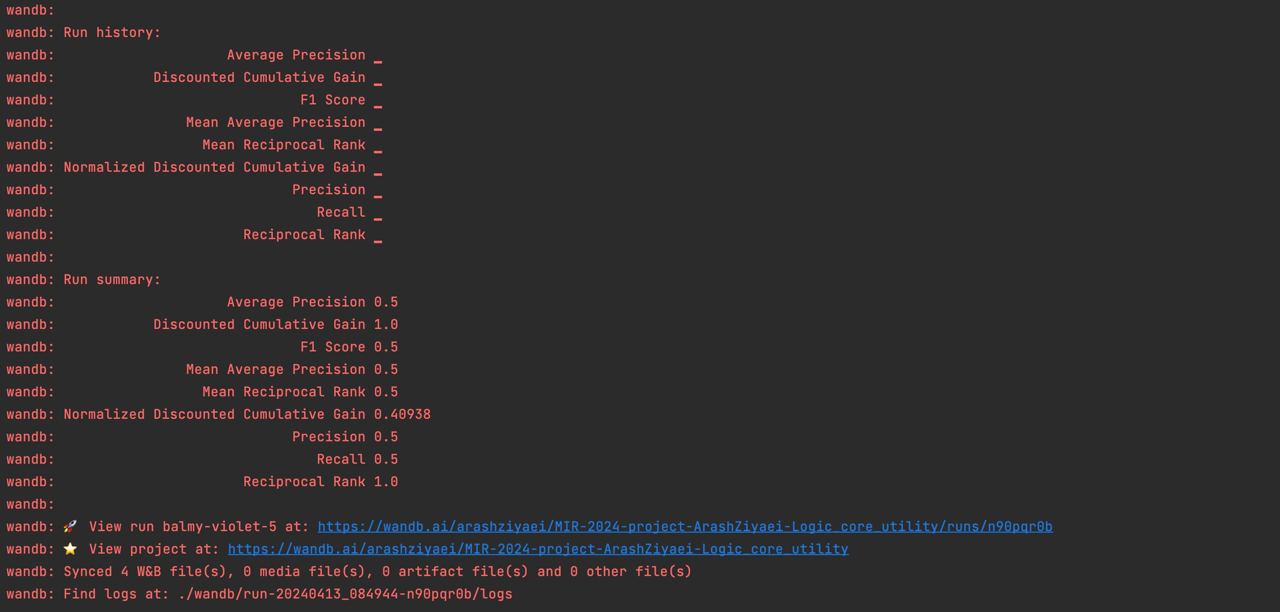 wandb:
wandb: Run history:
wandb: Average Precision ▁
wandb: Discounted Cumulative Gain ▁
wandb: F1 Score ▁
wandb: Mean Average Precision ▁
wandb: Mean Reciprocal Rank ▁
wandb: Normalized Discounted Cumulative Gain ▁
wandb: Precision ▁
wandb: Recall ▁
wandb: Reciprocal Rank ▁
wandb:
wandb: Run summary:
wandb: Average Precision 0.5
wandb: Discounted Cumulative Gain 1.0
wandb: F1 Score 0.5
wandb: Mean Average Precision 0.5
wandb: Mean Reciprocal Rank 0.5
wandb: Normalized Discounted Cumulative Gain 0.40938
wandb: Precision 0.5
wandb: Recall 0.5
wandb: Reciprocal Rank 1.0
wandb:
wandb: 🚀 View run balmy-violet-5 at: https://wandb.ai/arashziyaei/MIR-2024-project-ArashZiyaei-Logic_core_utility/runs/n90pqr0b
wandb: ⭐ View project at: https://wandb.ai/arashziyaei/MIR-2024-project-ArashZiyaei-Logic_core_utility
wandb: Synced 4 W&B file(s), 0 media file(s), 0 artifact file(s) and 0 other file(s)
wandb: Find logs at: ./wandb/run-20240413_084944-n90pqr0b/logs